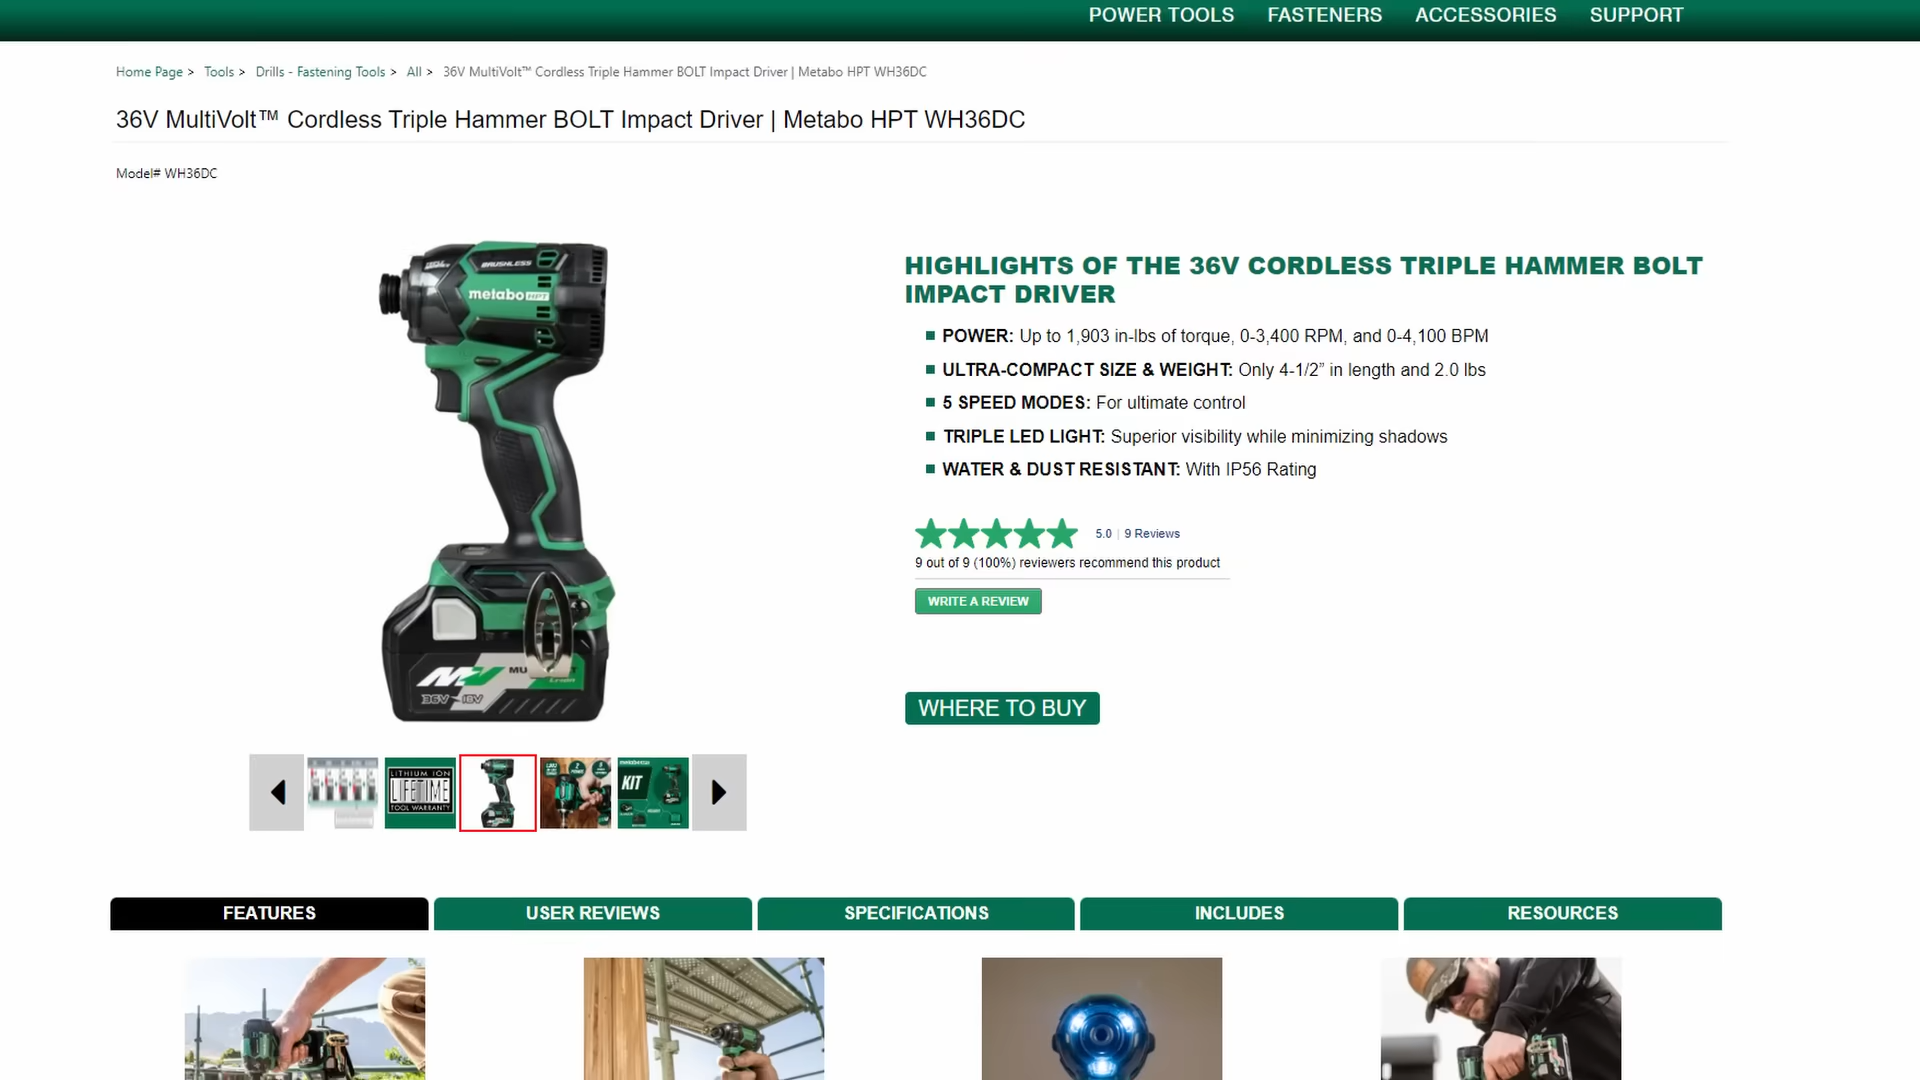 POWER TOOLS FASTENERS ACCESSORIES SUPPORT
Home Page > Tools > Drills - Fastening Tools > All > 36V MultiVolt™ Cordless Triple Hammer BOLT Impact Driver | Metabo HPT WH36DC
36V MultiVolt™ Cordless Triple Hammer BOLT Impact Driver | Metabo HPT WH36DC
Model# WH36DC
BRUSHLESS
metabo HPT
HIGHLIGHTS OF THE 36V CORDLESS TRIPLE HAMMER BOLT
IMPACT DRIVER
POWER: Up to 1,903 in-lbs of torque, 0-3,400 RPM, and 0-4,100 BPM
ULTRA-COMPACT SIZE & WEIGHT: Only 4-1/2” in length and 2.0 lbs
5 SPEED MODES: For ultimate control
TRIPLE LED LIGHT: Superior visibility while minimizing shadows
WATER & DUST RESISTANT: With IP56 Rating
5.0 | 9 Reviews
9 out of 9 (100%) reviewers recommend this product
WRITE A REVIEW
MV
36V 18V
WHERE TO BUY
LITHIUM ION
LIFETIME
TOOL WARRANTY
KIT
FEATURES USER REVIEWS SPECIFICATIONS INCLUDES RESOURCES